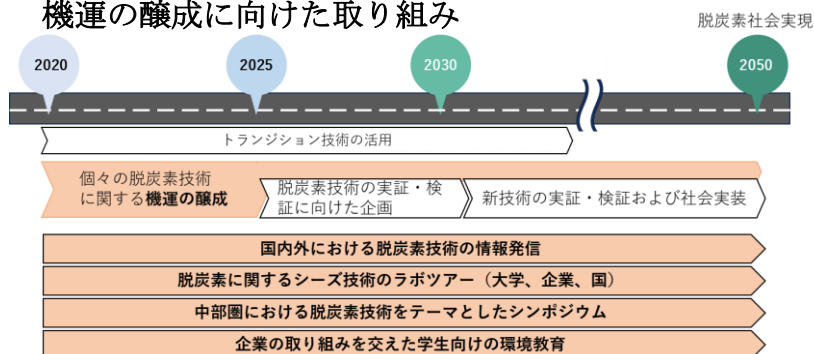 機運の醸成に向けた取り組み
脱炭素社会実現
2020
2025
2030
2050
トランジション技術の活用
個々の脱炭素技術
に関する機運の醸成
脱炭素技術の実証・検
証に向けた企画
新技術の実証・検証および社会実装
国内外における脱炭素技術の情報発信
脱炭素に関するシーズ技術のラボツアー（大学、企業、国）
中部圏における脱炭素技術をテーマとしたシンポジウム
企業の取り組みを交えた学生向けの環境教育